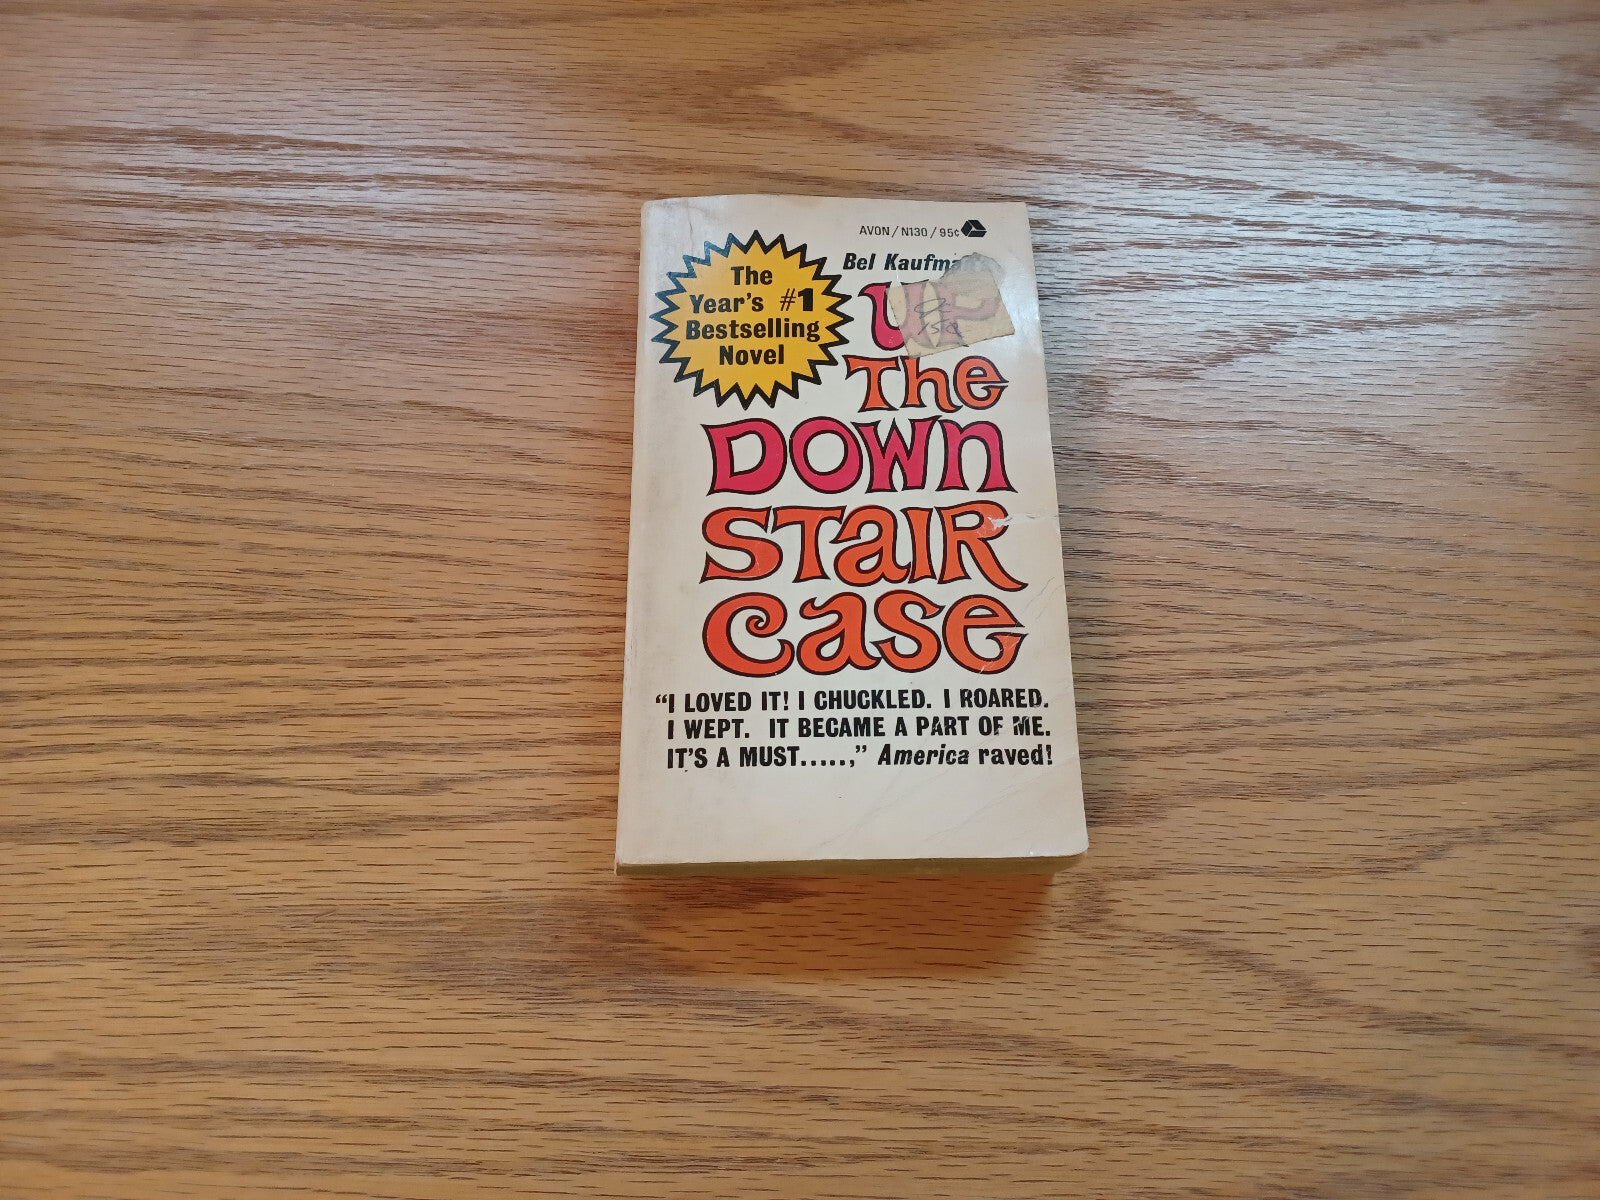 AVON/N130/95¢
The
Year's #1
Bestselling
Novel
Bel
UP
The
DOWN
STAIR
Case
“I LOVED IT! I CHUCKLED. I ROARED.
I WEPT. IT BECAME A PART OF ME.
IT'S A MUST.....,” America raved!